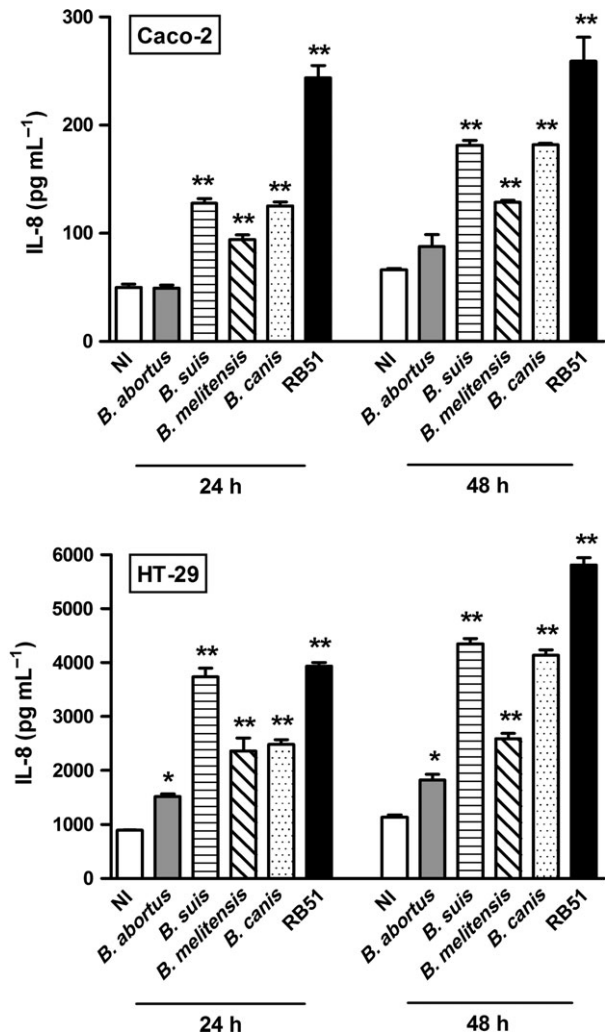 Caco-2
IL-8 (pg mL⁻¹)
300
200
100
0
** ** ** ** ** ** ** **
NI B. abortus B. suis B. melitensis B. canis RB51 NI B. abortus B. suis B. melitensis B. canis RB51
24 h 48 h
HT-29
IL-8 (pg mL⁻¹)
6000
5000
4000
3000
2000
1000
0
* ** ** ** ** * ** ** ** **
NI B. abortus B. suis B. melitensis B. canis RB51 NI B. abortus B. suis B. melitensis B. canis RB51
24 h 48 h